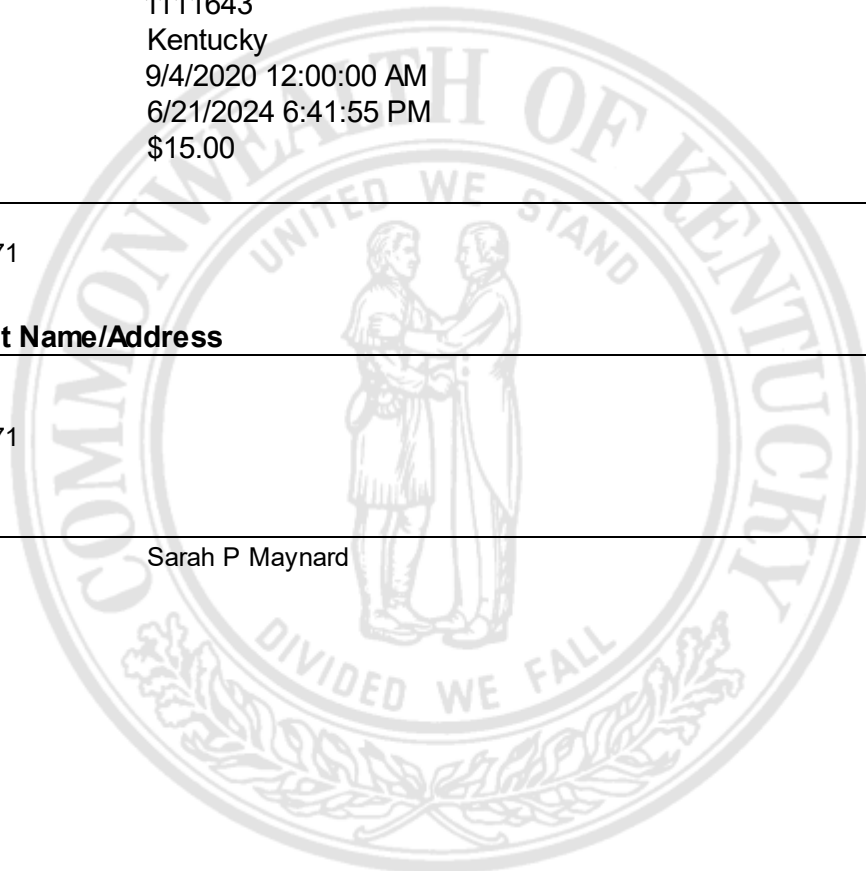 1111643
Kentucky
9/4/2020 12:00:00 AM
6/21/2024 6:41:55 PM
$15.00
71
t Name/Address
71
Sarah P Maynard
COMMONWEALTH OF KENTUCKY
UNITED WE STAND
DIVIDED WE FALL